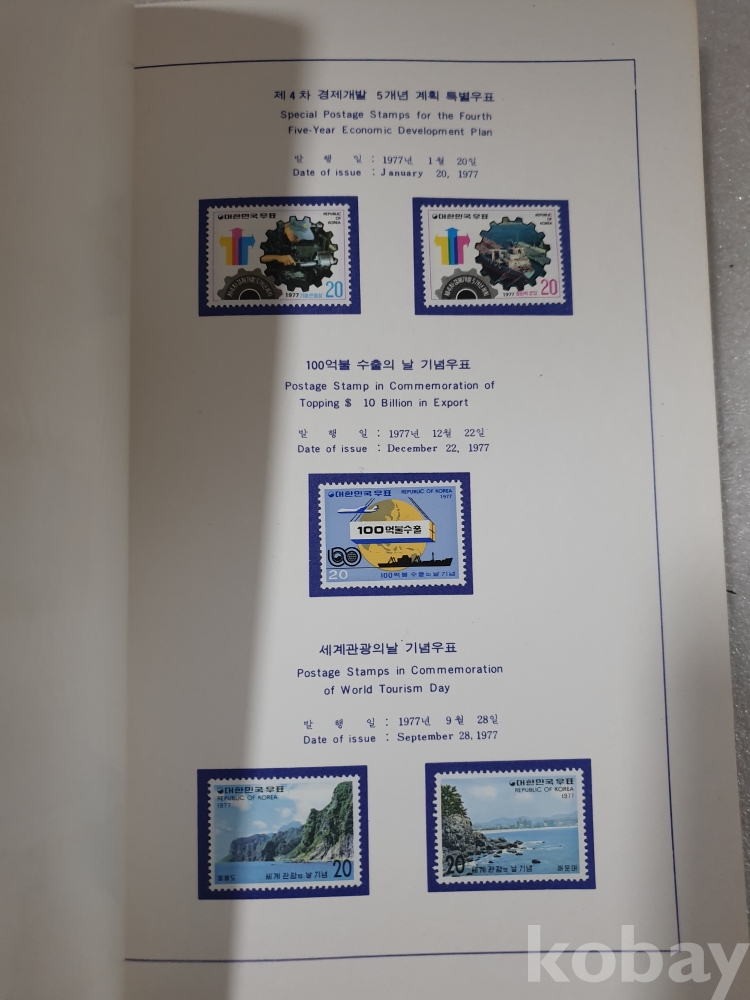 제4차 경제개발 5개년 계획 특별우표
Special Postage Stamps for the Fourth
Five-Year Economic Development Plan
발 행 일 : 1977년 1월 20일
Date of issue : January 20, 1977
대한민국우표
REPUBLIC OF KOREA
1977
20
대한민국우표
REPUBLIC OF KOREA
1977
20
100억불 수출의 날 기념우표
Postage Stamp in Commemoration of
Topping $ 10 Billion in Export
발 행 일 : 1977년 12월 22일
Date of issue : December 22, 1977
대한민국우표 REPUBLIC OF KOREA
1977
100억불수출
100
20
100억불 수출의 날 기념
세계관광의날 기념우표
Postage Stamps in Commemoration
of World Tourism Day
발 행 일 : 1977년 9월 28일
Date of issue : September 28, 1977
대한민국우표
REPUBLIC OF KOREA
1977
20
울릉도 세계관광의 날 기념
대한민국우표
REPUBLIC OF KOREA
1977
20
세계관광의 날 기념 해운대
kobay